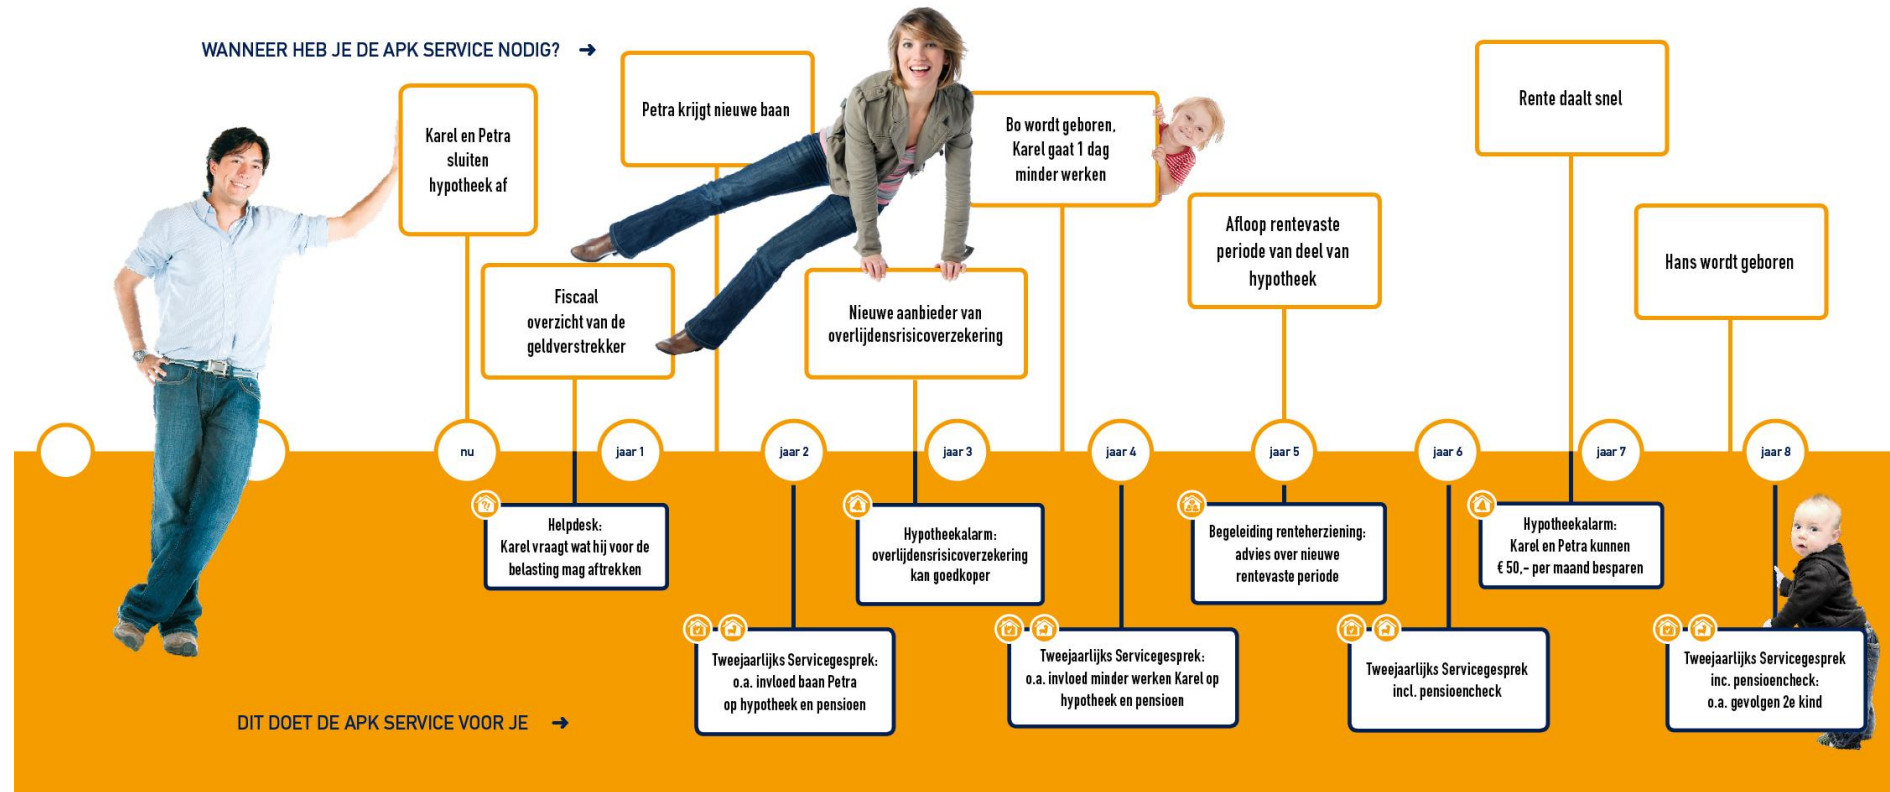 WANNEER HEB JE DE APK SERVICE NODIG? →
Karel en Petra
sluiten
hypotheek af
Petra krijgt nieuwe baan
Bo wordt geboren,
Karel gaat 1 dag
minder werken
Rente daalt snel
Fiscaal
overzicht van de
geldverstrekker
Nieuwe aanbieder van
overlijdensrisicoverzekering
Afloop rentevaste
periode van deel van
hypotheek
Hans wordt geboren
nu
jaar 1
jaar 2
jaar 3
jaar 4
jaar 5
jaar 6
jaar 7
jaar 8
Helpdesk:
Karel vraagt wat hij voor de
belasting mag aftrekken
Hypotheekalarm:
overlijdensrisicoverzekering
kan goedkoper
Begeleiding renteherziening:
advies over nieuwe
rentevaste periode
Hypotheekalarm:
Karel en Petra kunnen
€ 50,- per maand besparen
Tweejaarlijks Servicegesprek:
o.a. invloed baan Petra
op hypotheek en pensioen
Tweejaarlijks Servicegesprek:
o.a. invloed minder werken Karel op
hypotheek en pensioen
Tweejaarlijks Servicegesprek
incl. pensioencheck
Tweejaarlijks Servicegesprek
inc. pensioencheck:
o.a. gevolgen 2e kind
DIT DOET DE APK SERVICE VOOR JE →